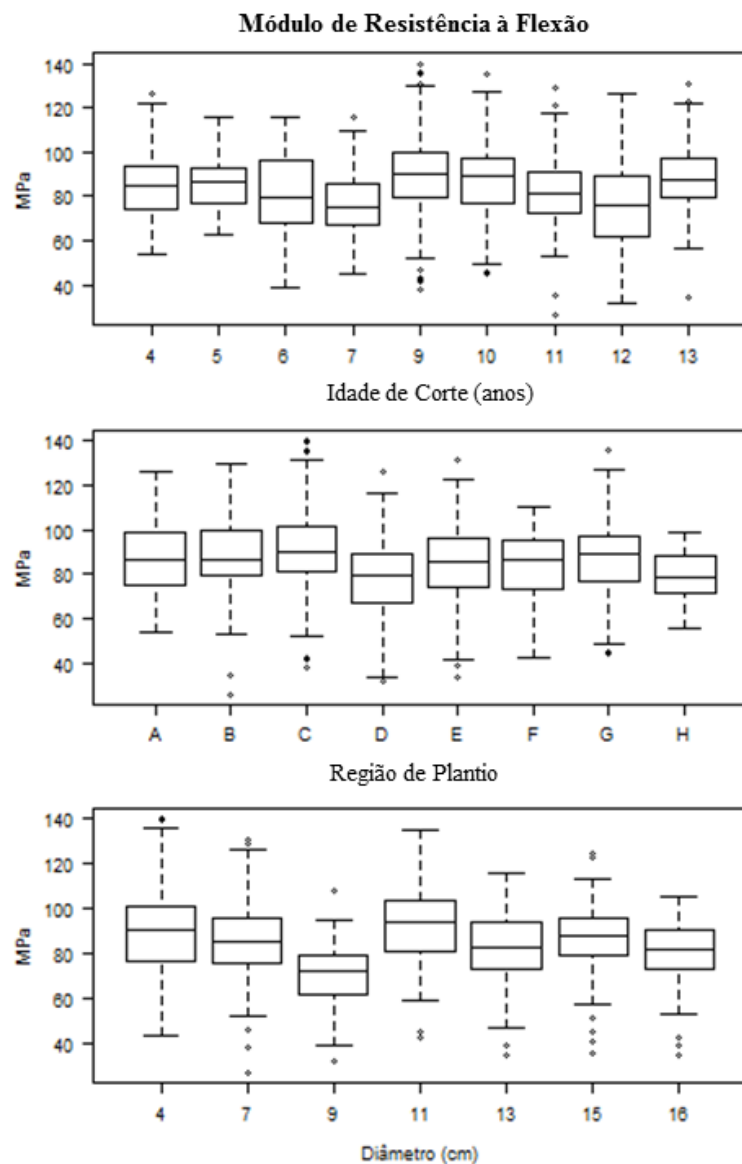 Módulo de Resistência à Flexão
140
120
100
80
60
40
MPa
4 5 6 7 9 10 11 12 13
Idade de Corte (anos)
140
120
100
80
60
40
MPa
A B C D E F G H
Região de Plantio
140
120
100
80
60
40
MPa
4 7 9 11 13 15 16
Diâmetro (cm)